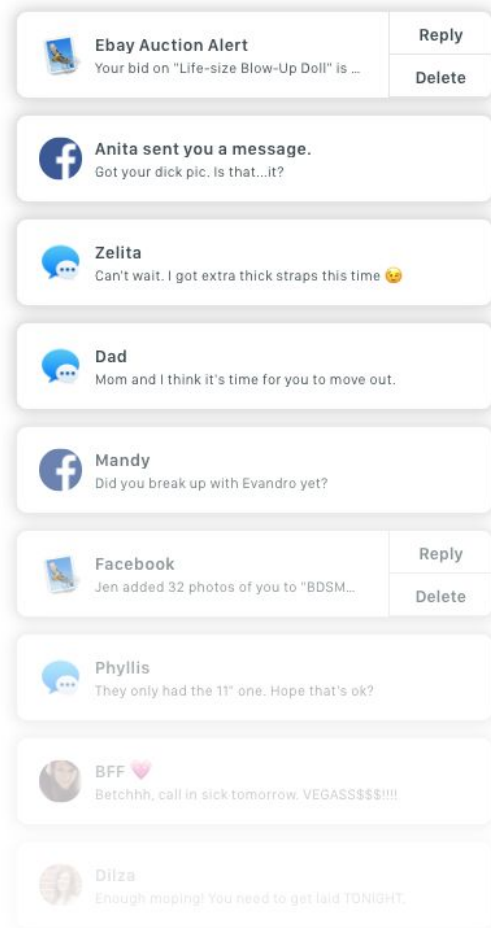 Ebay Auction Alert
Your bid on "Life-size Blow-Up Doll" is ...
Reply
Delete
Anita sent you a message.
Got your dick pic. Is that...it?
Zelita
Can't wait. I got extra thick straps this time 😉
Dad
Mom and I think it's time for you to move out.
Mandy
Did you break up with Evandro yet?
Facebook
Jen added 32 photos of you to "BDSM...
Reply
Delete
Phyllis
They only had the 11" one. Hope that's ok?
BFF 💗
Betchhh, call in sick tomorrow. VEGASS$$$!!!!
Dilza
Enough moping! You need to get laid TONIGHT.